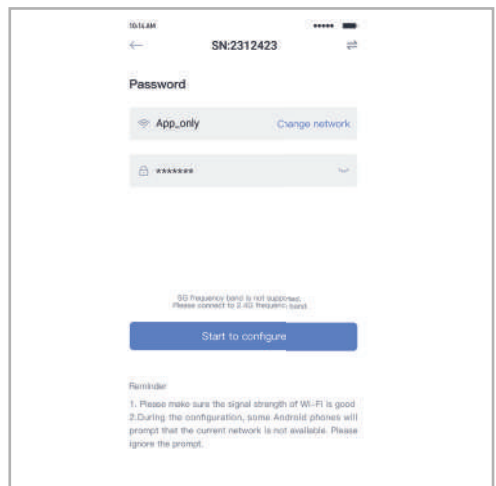 10:14 AM
SN:2312423
Password
App_only Change network
*******
5G frequency band is not supported.
Please connect to 2.4G frequency band.
Start to configure
Reminder
1. Please make sure the signal strength of Wi-Fi is good
2.During the configuration, some Android phones will
prompt that the current network is not available. Please
ignore the prompt.